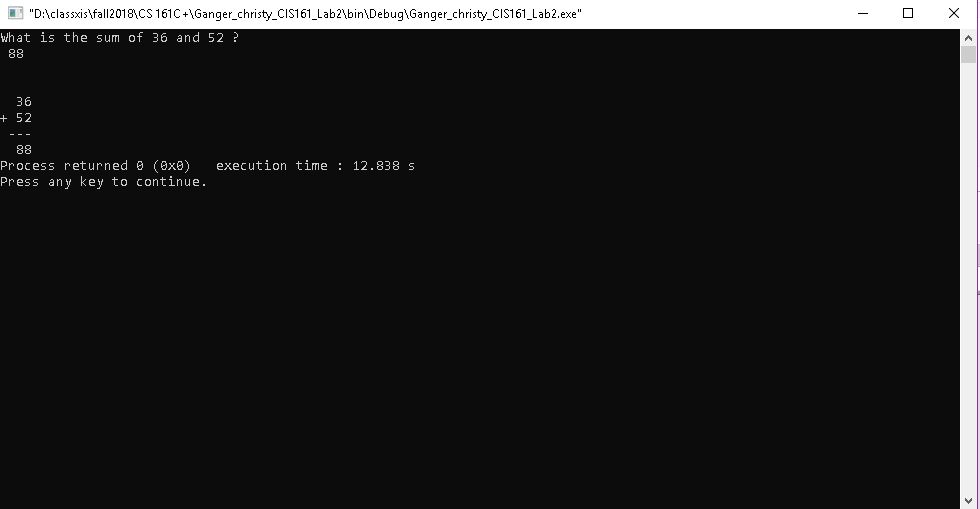 "D:\classxis\fall2018\CS 161C+\Ganger_christy_CIS161_Lab2\bin\Debug\Ganger_christy_CIS161_Lab2.exe"
What is the sum of 36 and 52 ?
 88
  36
+ 52
 ---
  88
Process returned 0 (0x0)   execution time : 12.838 s
Press any key to continue.